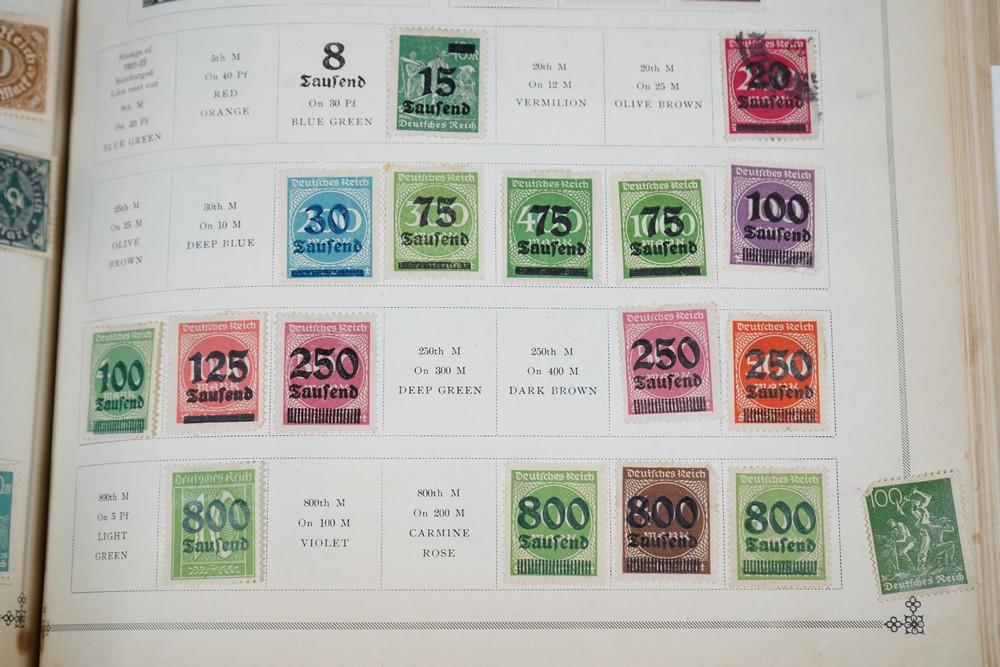 Reich
Mark
Stamps of
1922-23
Surcharged
Like next cut
8th M
On 30 Pf
BLUE GREEN
5th M
On 40 Pf
RED
ORANGE
8
Tausend
On 30 Pf
BLUE GREEN
15
Tausend
Deutsches Reich
20th M
On 12 M
VERMILION
20th M
On 25 M
OLIVE BROWN
20
Tausend
25th M
On 25 M
OLIVE
BROWN
30th M
On 10 M
DEEP BLUE
Deutsches Reich
30
Tausend
Deutsches Reich
75
Tausend
Deutsches Reich
75
Tausend
Deutsches Reich
75
Tausend
Deutsches Reich
100
Tausend
Deutsches Reich
100
Tausend
Deutsches Reich
125
MARK
Tausend
Deutsches Reich
250
Tausend
250th M
On 300 M
DEEP GREEN
250th M
On 400 M
DARK BROWN
Deutsches Reich
250
Tausend
Deutsches Reich
250
Tausend
800th M
On 5 Pf
LIGHT
GREEN
Deutsches Reich
800
Tausend
800th M
On 100 M
VIOLET
800th M
On 200 M
CARMINE
ROSE
Deutsches Reich
800
Tausend
Deutsches Reich
800
Tausend
Deutsches Reich
800
Tausend
100
Deutsches Reich